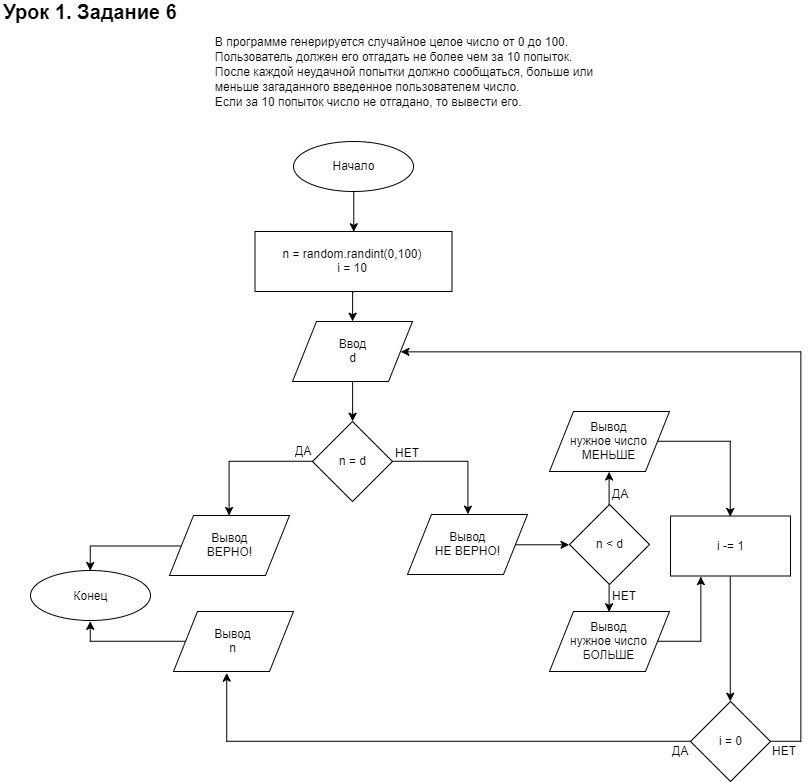 Урок 1. Задание 6
В программе генерируется случайное целое число от 0 до 100.
Пользователь должен его отгадать не более чем за 10 попыток.
После каждой неудачной попытки должно сообщаться, больше или
меньше загаданного введенное пользователем число.
Если за 10 попыток число не отгадано, то вывести его.
Начало
n = random.randint(0,100)
i = 10
Ввод
d
n = d
ДА
НЕТ
Вывод
ВЕРНО!
Конец
Вывод
n
Вывод
НЕ ВЕРНО!
n < d
ДА
НЕТ
Вывод
нужное число
МЕНЬШЕ
Вывод
нужное число
БОЛЬШЕ
i -= 1
i = 0
ДА
НЕТ